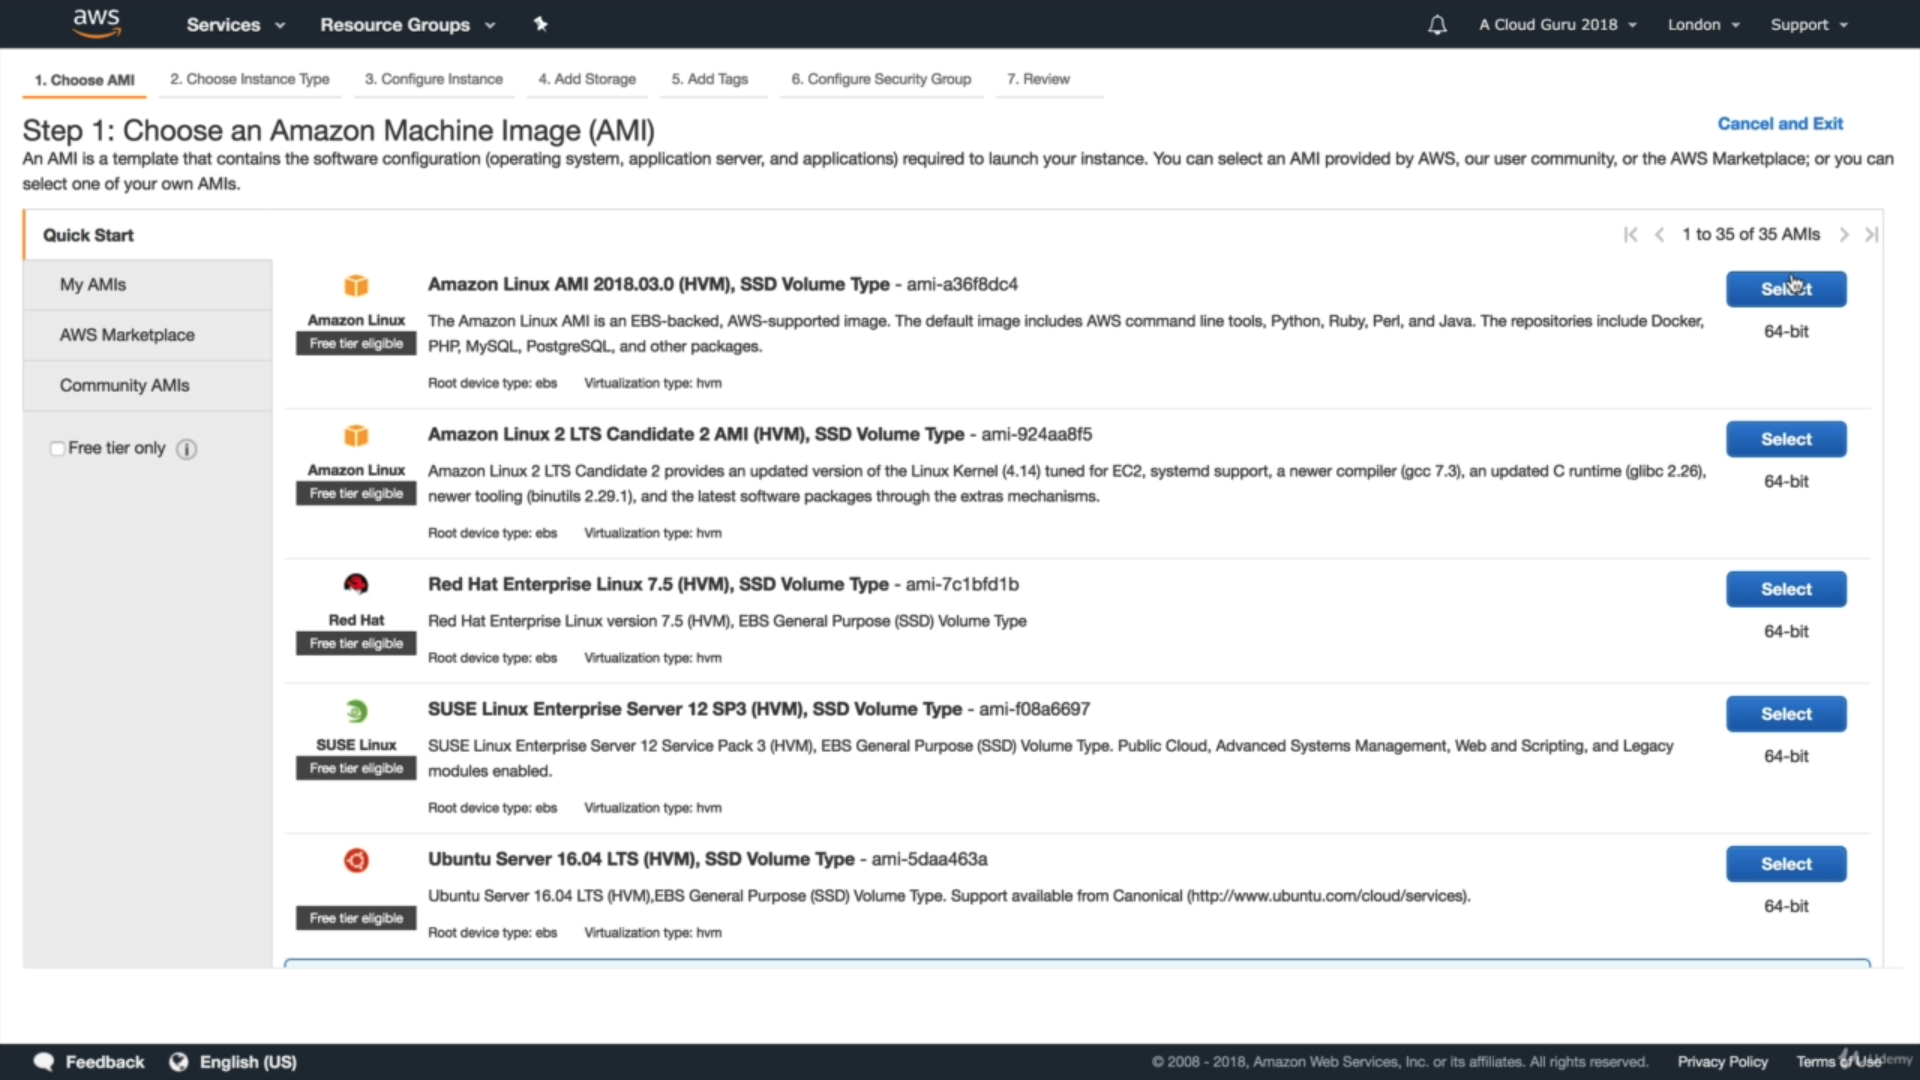 aws Services Resource Groups A Cloud Guru 2018 London Support
1. Choose AMI 2. Choose Instance Type 3. Configure Instance 4. Add Storage 5. Add Tags 6. Configure Security Group 7. Review
Step 1: Choose an Amazon Machine Image (AMI)
Cancel and Exit
An AMI is a template that contains the software configuration (operating system, application server, and applications) required to launch your instance. You can select an AMI provided by AWS, our user community, or the AWS Marketplace; or you can
select one of your own AMIs.
Quick Start
1 to 35 of 35 AMIs
My AMIs
AWS Marketplace
Community AMIs
Free tier only
Amazon Linux
Free tier eligible
Amazon Linux AMI 2018.03.0 (HVM), SSD Volume Type - ami-a36f8dc4
The Amazon Linux AMI is an EBS-backed, AWS-supported image. The default image includes AWS command line tools, Python, Ruby, Perl, and Java. The repositories include Docker,
PHP, MySQL, PostgreSQL, and other packages.
Root device type: ebs Virtualization type: hvm
Select
64-bit
Amazon Linux
Free tier eligible
Amazon Linux 2 LTS Candidate 2 AMI (HVM), SSD Volume Type - ami-924aa8f5
Amazon Linux 2 LTS Candidate 2 provides an updated version of the Linux Kernel (4.14) tuned for EC2, systemd support, a newer compiler (gcc 7.3), an updated C runtime (glibc 2.26),
newer tooling (binutils 2.29.1), and the latest software packages through the extras mechanisms.
Root device type: ebs Virtualization type: hvm
Select
64-bit
Red Hat
Free tier eligible
Red Hat Enterprise Linux 7.5 (HVM), SSD Volume Type - ami-7c1bfd1b
Red Hat Enterprise Linux version 7.5 (HVM), EBS General Purpose (SSD) Volume Type
Root device type: ebs Virtualization type: hvm
Select
64-bit
SUSE Linux
Free tier eligible
SUSE Linux Enterprise Server 12 SP3 (HVM), SSD Volume Type - ami-f08a6697
SUSE Linux Enterprise Server 12 Service Pack 3 (HVM), EBS General Purpose (SSD) Volume Type. Public Cloud, Advanced Systems Management, Web and Scripting, and Legacy
modules enabled.
Root device type: ebs Virtualization type: hvm
Select
64-bit
Free tier eligible
Ubuntu Server 16.04 LTS (HVM), SSD Volume Type - ami-5daa463a
Ubuntu Server 16.04 LTS (HVM),EBS General Purpose (SSD) Volume Type. Support available from Canonical (http://www.ubuntu.com/cloud/services).
Root device type: ebs Virtualization type: hvm
Select
64-bit
Feedback English (US) © 2008 - 2018, Amazon Web Services, Inc. or its affiliates. All rights reserved. Privacy Policy Terms of Use